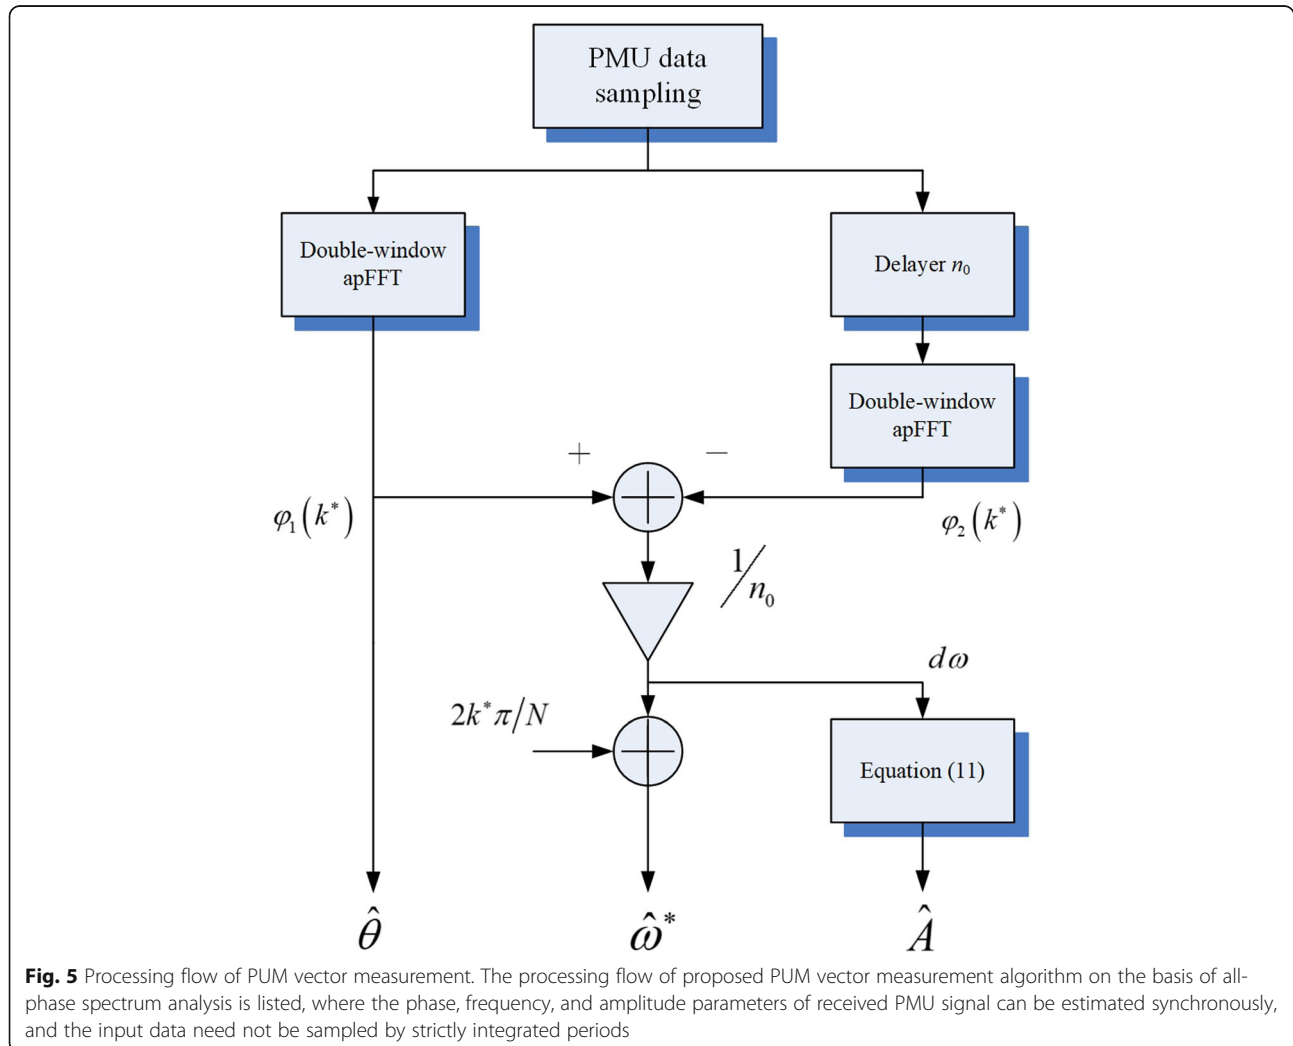 PMU data
sampling
Double-window
apFFT
Delayer n₀
Double-window
apFFT
+
−
φ₁(k*)
φ₂(k*)
1/n₀
dω
2k*π/N
Equation (11)
θ̂
ω̂*
Â
Fig. 5 Processing flow of PUM vector measurement. The processing flow of proposed PUM vector measurement algorithm on the basis of all-
phase spectrum analysis is listed, where the phase, frequency, and amplitude parameters of received PMU signal can be estimated synchronously,
and the input data need not be sampled by strictly integrated periods